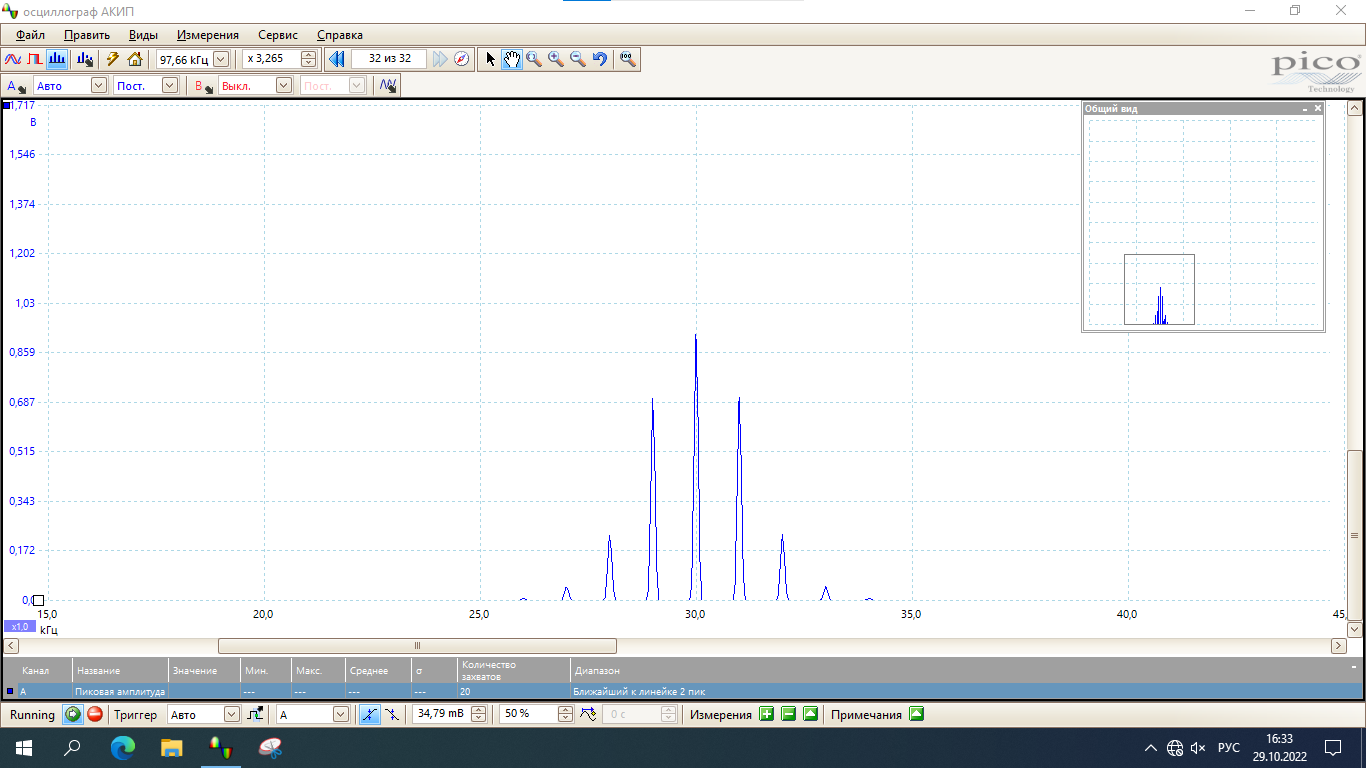 осциллограф АКИП
Файл Править Виды Измерения Сервис Справка
97,66 кГц x 3,265 32 из 32
pico
Technology
A Авто Пост. B Выкл. Пост.
1,717
В
1,546
1,374
1,202
1,03
0,859
0,687
0,515
0,343
0,172
0,0
Общий вид
15,0 20,0 25,0 30,0 35,0 40,0 45,
x1.0 кГц
Канал Название Значение Мин. Макс. Среднее σ Количество захватов Диапазон
A Пиковая амплитуда --- --- --- --- 20 Ближайший к линейке 2 пик
Running Триггер Авто A 34,79 mВ 50 % 0 с Измерения Примечания
16:33
РУС
29.10.2022